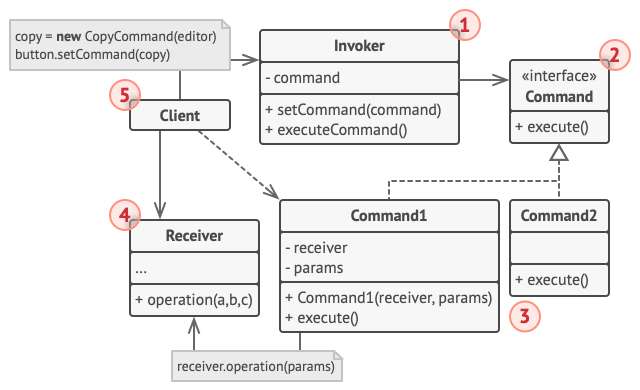 copy = new CopyCommand(editor)
button.setCommand(copy)
1
Invoker
- command
+ setCommand(command)
+ executeCommand()
2
«interface»
Command
+ execute()
5
Client
4
Receiver
...
+ operation(a,b,c)
Command1
- receiver
- params
+ Command1(receiver, params)
+ execute()
Command2
+ execute()
3
receiver.operation(params)